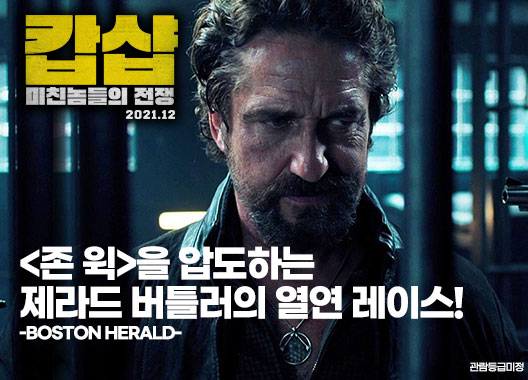 캅샵
미친놈들의 전쟁
2021.12
<존 윅>을 압도하는
제라드 버틀러의 열연 레이스!
-BOSTON HERALD-
관람등급미정